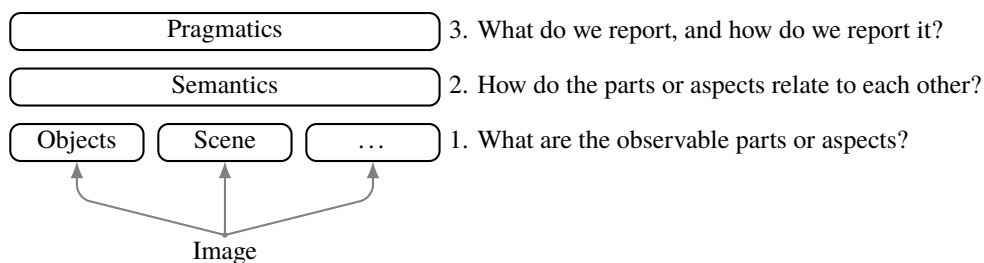 Pragmatics 3. What do we report, and how do we report it?
Semantics 2. How do the parts or aspects relate to each other?
Objects Scene ... 1. What are the observable parts or aspects?
Image